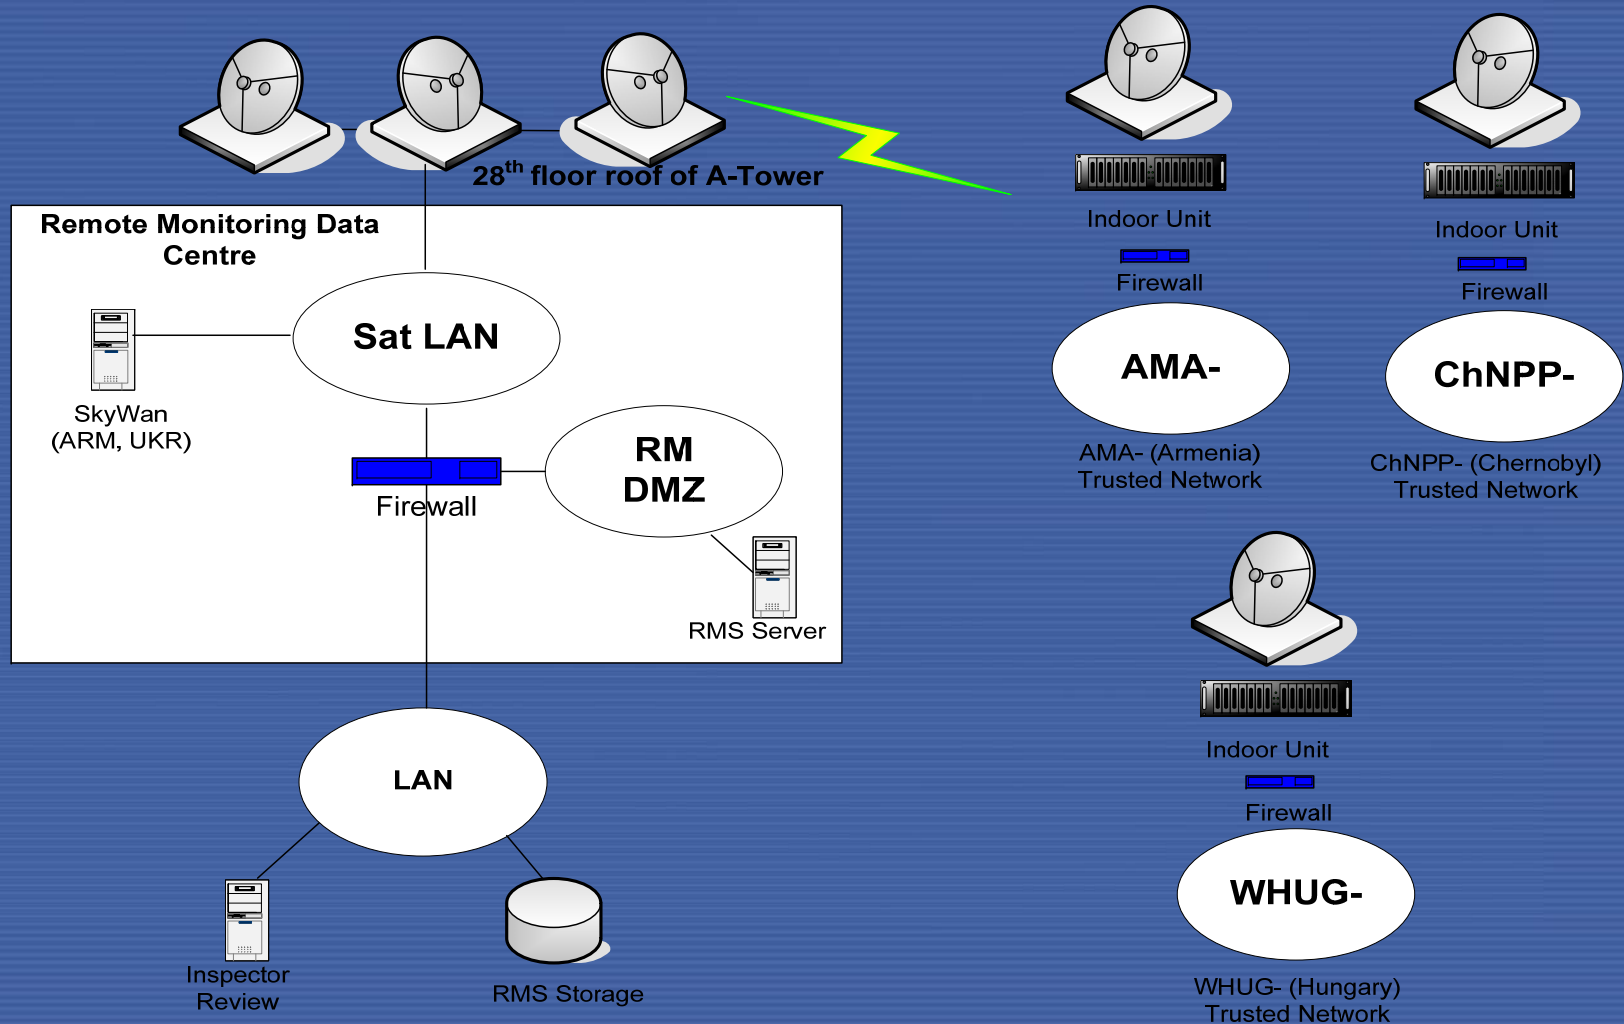 28th floor roof of A-Tower
Remote Monitoring Data
Centre
Sat LAN
SkyWan
(ARM, UKR)
Firewall
RM
DMZ
RMS Server
LAN
Inspector
Review
RMS Storage
Indoor Unit
Firewall
AMA-
AMA- (Armenia)
Trusted Network
Indoor Unit
Firewall
ChNPP-
ChNPP- (Chernobyl)
Trusted Network
Indoor Unit
Firewall
WHUG-
WHUG- (Hungary)
Trusted Network